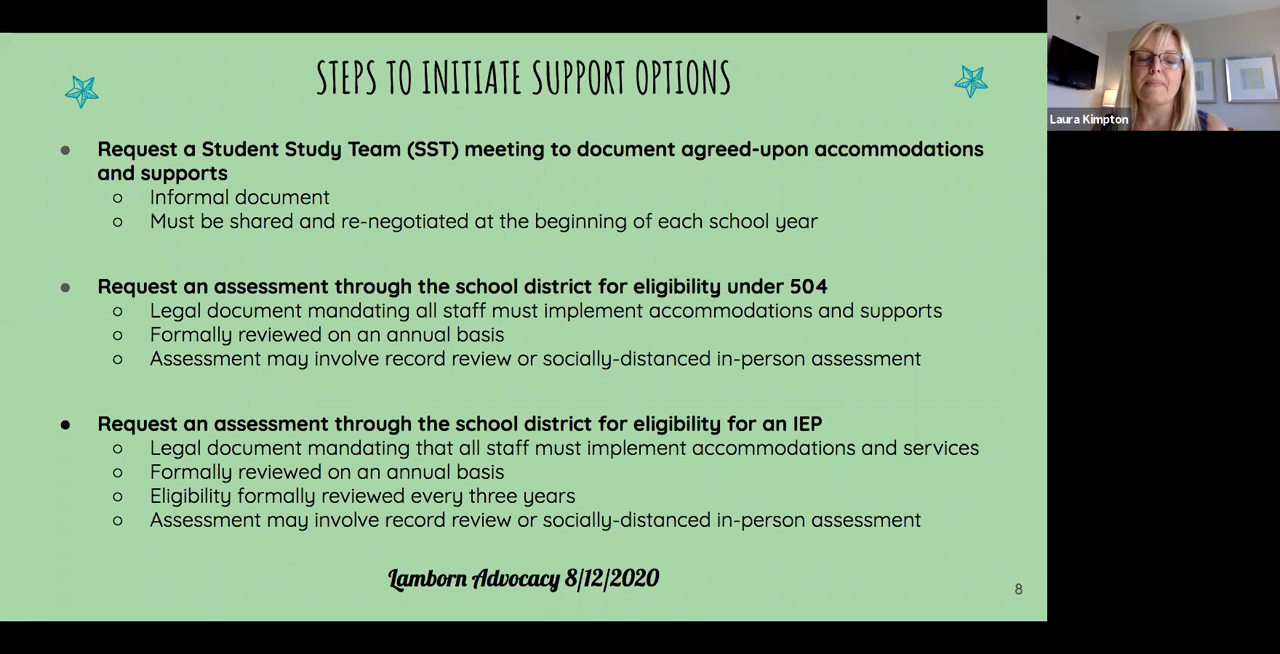 STEPS TO INITIATE SUPPORT OPTIONS
Laura Kimpton
● Request a Student Study Team (SST) meeting to document agreed-upon accommodations
and supports
○ Informal document
○ Must be shared and re-negotiated at the beginning of each school year
● Request an assessment through the school district for eligibility under 504
○ Legal document mandating all staff must implement accommodations and supports
○ Formally reviewed on an annual basis
○ Assessment may involve record review or socially-distanced in-person assessment
● Request an assessment through the school district for eligibility for an IEP
○ Legal document mandating that all staff must implement accommodations and services
○ Formally reviewed on an annual basis
○ Eligibility formally reviewed every three years
○ Assessment may involve record review or socially-distanced in-person assessment
Lamborn Advocacy 8/12/2020
8